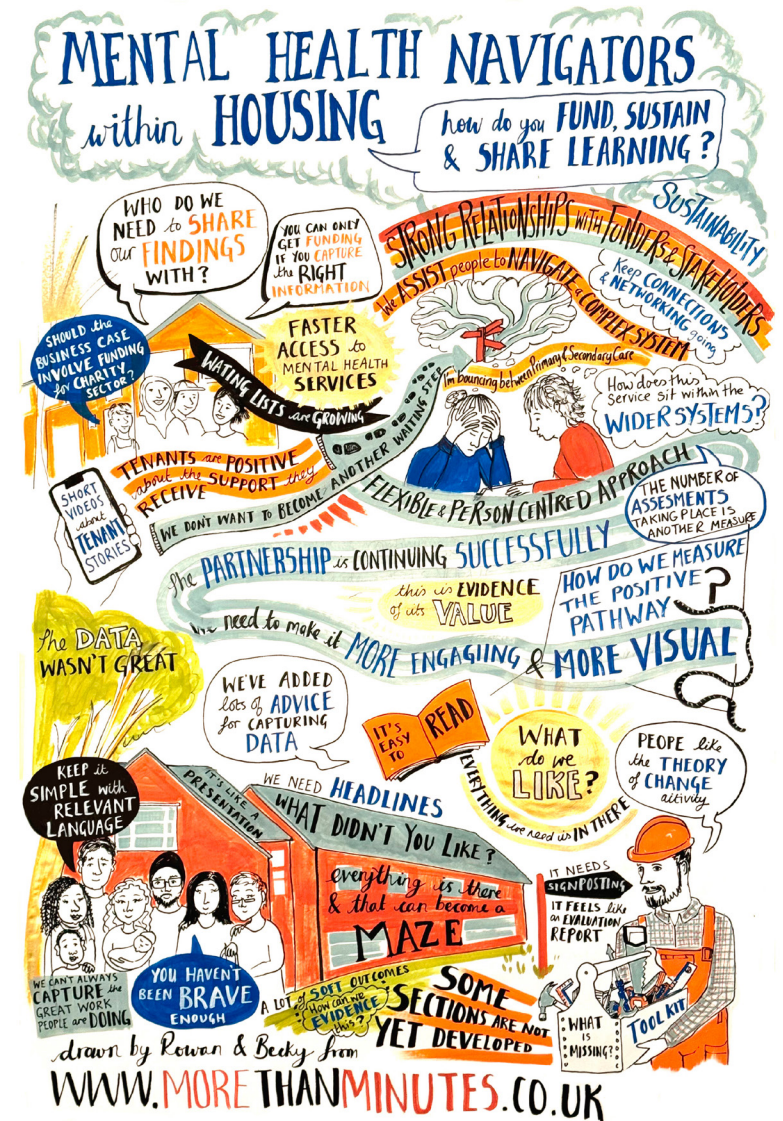 MENTAL HEALTH NAVIGATORS
within HOUSING
how do you FUND, SUSTAIN
& SHARE LEARNING?
SUSTAINABILITY
WHO DO WE
NEED to SHARE
our FINDINGS
WITH?
YOU CAN ONLY
GET FUNDING
IF YOU CAPTURE
the RIGHT
INFORMATION
STRONG RELATIONSHIPS with FUNDERS & STAKEHOLDERS
We ASSIST people to NAVIGATE a COMPLEX SYSTEM
Keep CONNECTIONS
& NETWORKING going
SHOULD the
BUSINESS CASE
INVOLVE FUNDING
for CHARITY
SECTOR?
FASTER
ACCESS to
MENTAL HEALTH
SERVICES
WATING LISTS are GROWING
I'm bouncing between Primary & Secondary Care
How does this
Service sit within the
WIDER SYSTEMS?
TENANTS are POSITIVE
about the SUPPORT they
RECEIVE
SHORT
VIDEOS
about
TENANT
STORIES
WE DON'T WANT TO BECOME ANOTHER WAITING STEP
FLEXIBLE & PERSON CENTRED APPROACH
THE NUMBER OF
ASSESMENTS
TAKING PLACE IS
ANOTHER MEASURE
The PARTNERSHIP is CONTINUING SUCCESSFULLY
this is EVIDENCE
of its VALUE
HOW DO WE MEASURE
THE POSITIVE
PATHWAY?
We need to make it MORE ENGAGIING & MORE VISUAL
The DATA
WASN'T GREAT
WE'VE ADDED
lots of ADVICE
for CAPTURING
DATA
IT'S
EASY
TO
READ
WHAT
do we
LIKE?
EVERYTHING we need is IN THERE
PEOPE like
the THEORY
of CHANGE
activity
KEEP it
SIMPLE with
RELEVANT
LANGUAGE
IT'S LIKE A
PRESENTATION
WE NEED HEADLINES
WHAT DIDN'T YOU LIKE?
everything is there
& that can become a
MAZE
IT NEEDS
SIGNPOSTING
IT FEELS like
an EVALUATION
REPORT
WE CAN'T ALWAYS
CAPTURE the
GREAT WORK
PEOPLE are DOING
YOU HAVEN'T
BEEN BRAVE
ENOUGH
A LOT of SOFT OUTCOMES
How can we
EVIDENCE
this?
SOME
SECTIONS ARE NOT
YET DEVELOPED
WHAT
IS
MISSING?
TOOL KIT
drawn by Rowan & Becky from
WWW.MORETHANMINUTES.CO.UK